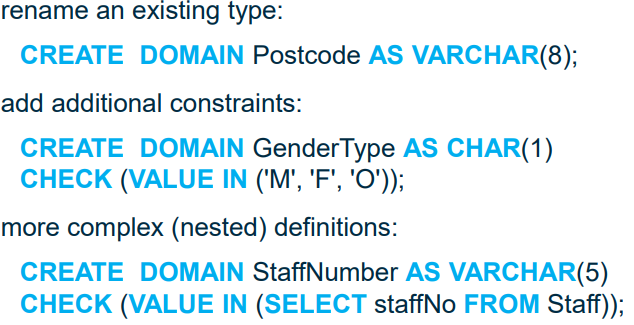 rename an existing type:
CREATE DOMAIN Postcode AS VARCHAR(8);
add additional constraints:
CREATE DOMAIN GenderType AS CHAR(1)
CHECK (VALUE IN ('M', 'F', 'O'));
more complex (nested) definitions:
CREATE DOMAIN StaffNumber AS VARCHAR(5)
CHECK (VALUE IN (SELECT staffNo FROM Staff));